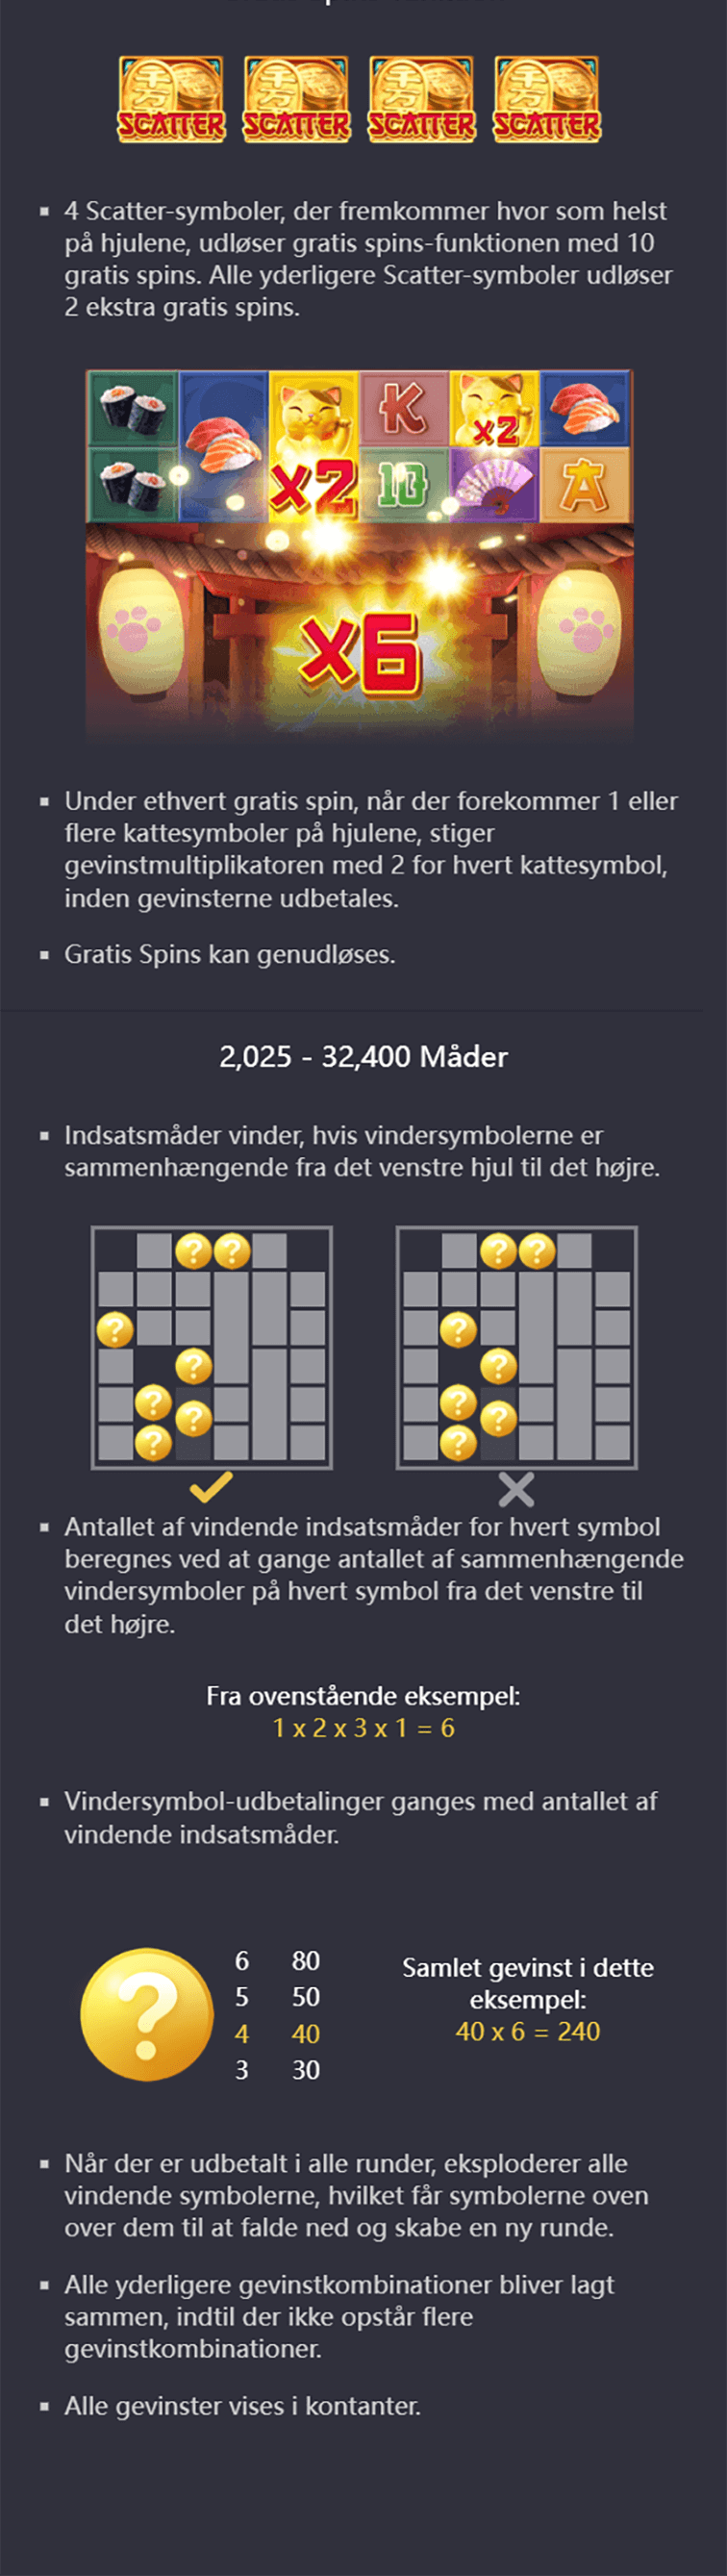 SCATTER SCATTER SCATTER SCATTER
▪ 4 Scatter-symboler, der fremkommer hvor som helst
på hjulene, udløser gratis spins-funktionen med 10
gratis spins. Alle yderligere Scatter-symboler udløser
2 ekstra gratis spins.
K x2
x2 10 A
x6
▪ Under ethvert gratis spin, når der forekommer 1 eller
flere kattesymboler på hjulene, stiger
gevinstmultiplikatoren med 2 for hvert kattesymbol,
inden gevinsterne udbetales.
▪ Gratis Spins kan genudløses.
2,025 - 32,400 Måder
▪ Indsatsmåder vinder, hvis vindersymbolerne er
sammenhængende fra det venstre hjul til det højre.
? ? ? ?
? ?
? ?
? ?
? ?
? ?
▪ Antallet af vindende indsatsmåder for hvert symbol
beregnes ved at gange antallet af sammenhængende
vindersymboler på hvert symbol fra det venstre til
det højre.
Fra ovenstående eksempel:
1 x 2 x 3 x 1 = 6
▪ Vindersymbol-udbetalinger ganges med antallet af
vindende indsatsmåder.
?
6 80
5 50
4 40
3 30
Samlet gevinst i dette
eksempel:
40 x 6 = 240
▪ Når der er udbetalt i alle runder, eksploderer alle
vindende symbolerne, hvilket får symbolerne oven
over dem til at falde ned og skabe en ny runde.
▪ Alle yderligere gevinstkombinationer bliver lagt
sammen, indtil der ikke opstår flere
gevinstkombinationer.
▪ Alle gevinster vises i kontanter.